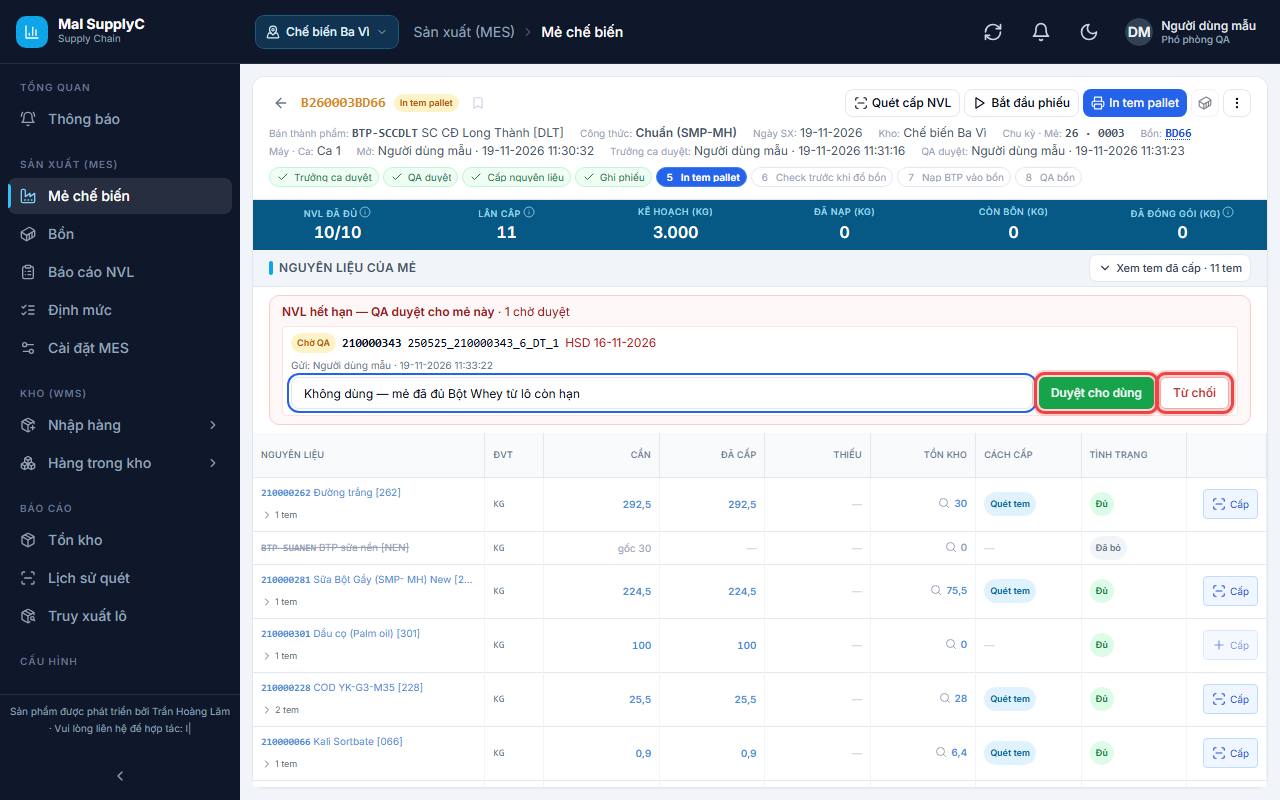 Mal SupplyC
Supply Chain
Chế biến Ba Vì
Sản xuất (MES) > Mẻ chế biến
DM
Người dùng mẫu
Phó phòng QA
TỔNG QUAN
Thông báo
SẢN XUẤT (MES)
Mẻ chế biến
Bồn
Báo cáo NVL
Định mức
Cài đặt MES
KHO (WMS)
Nhập hàng
Hàng trong kho
BÁO CÁO
Tồn kho
Lịch sử quét
Truy xuất lô
CẤU HÌNH
Sản phẩm được phát triển bởi Trần Hoàng Lâm
· Vui lòng liên hệ để hợp tác: l|
B260003BD66 In tem pallet
Quét cấp NVL
Bắt đầu phiếu
In tem pallet
Bán thành phẩm: BTP-SCCDLT SC CĐ Long Thành [DLT] Công thức: Chuẩn (SMP-MH) Ngày SX: 19-11-2026 Kho: Chế biến Ba Vì Chu kỳ · Mẻ: 26 · 0003 Bồn: BD66
Máy · Ca: Ca 1 Mở: Người dùng mẫu · 19-11-2026 11:30:32 Trưởng ca duyệt: Người dùng mẫu · 19-11-2026 11:31:16 QA duyệt: Người dùng mẫu · 19-11-2026 11:31:23
Trưởng ca duyệt QA duyệt Cấp nguyên liệu Ghi phiếu 5 In tem pallet 6 Check trước khi đổ bồn 7 Nạp BTP vào bồn 8 QA bồn
NVL ĐÃ ĐỦ LẦN CẤP KẾ HOẠCH (KG) ĐÃ NẠP (KG) CÒN BỒN (KG) ĐÃ ĐÓNG GÓI (KG)
10/10 11 3.000 0 0 0
NGUYÊN LIỆU CỦA MẺ
Xem tem đã cấp · 11 tem
NVL hết hạn — QA duyệt cho mẻ này · 1 chờ duyệt
Chờ QA 210000343 250525_210000343_6_DT_1 HSD 16-11-2026
Gửi: Người dùng mẫu · 19-11-2026 11:33:22
Không dùng — mẻ đã đủ Bột Whey từ lô còn hạn
Duyệt cho dùng
Từ chối
NGUYÊN LIỆU ĐVT CẦN ĐÃ CẤP THIẾU TỒN KHO CÁCH CẤP TÌNH TRẠNG
210000262 Đường trắng [262] KG 292,5 292,5 — 30 Quét tem Đủ Cấp
> 1 tem
BTP-SUANEN BTP sữa nền [NEN] KG gốc 30 — — 0 — Đã bỏ
210000281 Sữa Bột Gầy (SMP- MH) New [2... KG 224,5 224,5 — 75,5 Quét tem Đủ Cấp
> 1 tem
210000301 Dầu cọ (Palm oil) [301] KG 100 100 — 0 — Đủ + Cấp
> 1 tem
210000228 COD YK-G3-M35 [228] KG 25,5 25,5 — 28 Quét tem Đủ Cấp
> 2 tem
210000066 Kali Sortbate [066] KG 0,9 0,9 — 6,4 Quét tem Đủ Cấp
> 1 tem